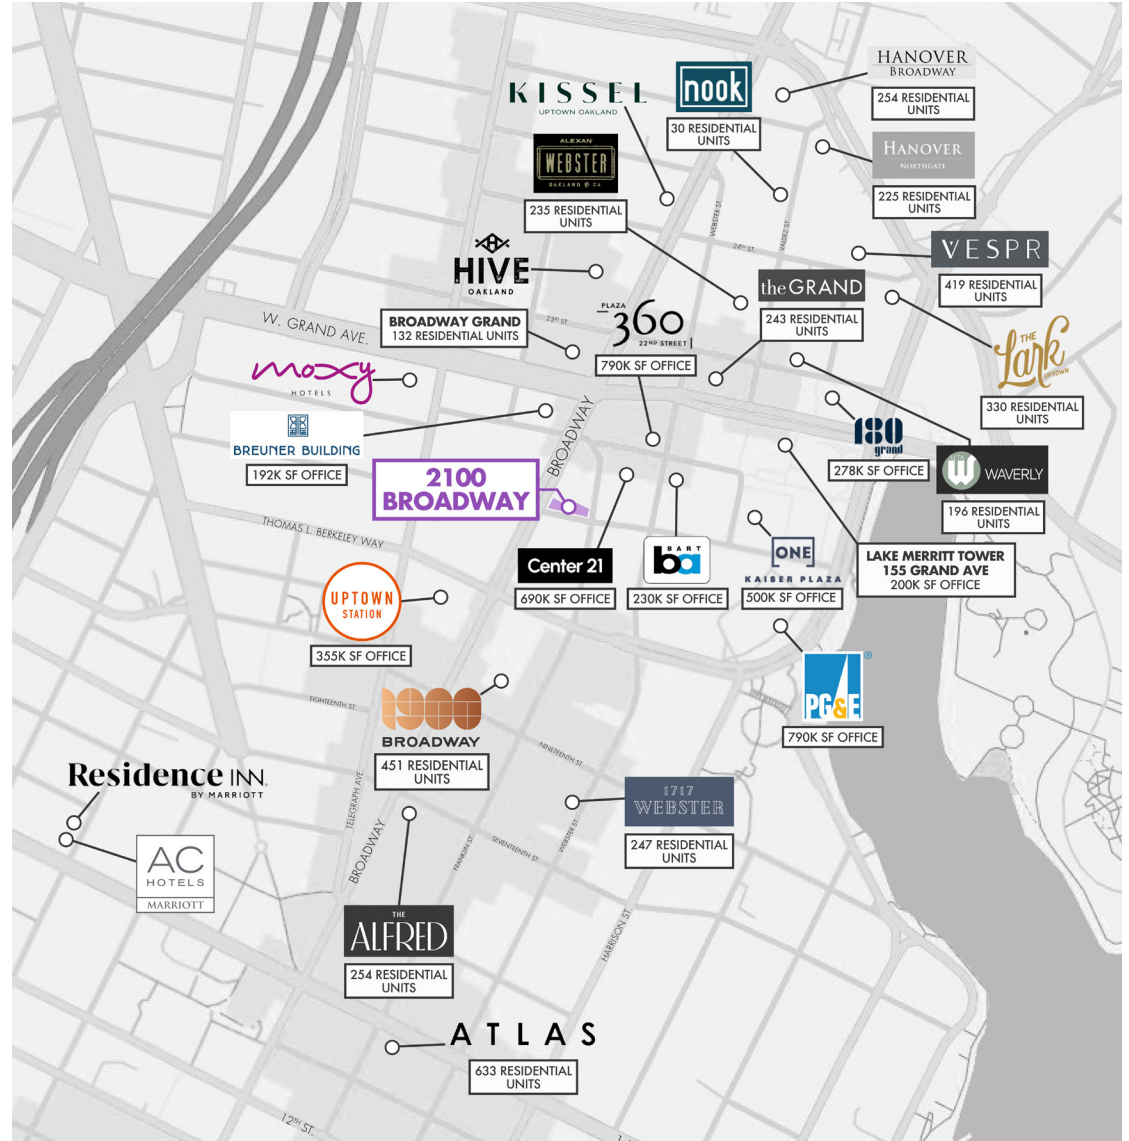 HANOVER
BROADWAY
254 RESIDENTIAL
UNITS
KISSEL
UPTOWN OAKLAND
nook
30 RESIDENTIAL
UNITS
ALEXAN
WEBSTER
OAKLAND CA
235 RESIDENTIAL
UNITS
HANOVER
NORTHGATE
225 RESIDENTIAL
UNITS
WEBSTER ST.
VALDEZ ST.
24TH ST.
VESPR
419 RESIDENTIAL
UNITS
HIVE
OAKLAND
theGRAND
243 RESIDENTIAL
UNITS
W. GRAND AVE.
BROADWAY GRAND
132 RESIDENTIAL UNITS
23RD ST.
PLAZA
360
22ND STREET
790K SF OFFICE
THE
Lark
UPTOWN
330 RESIDENTIAL
UNITS
moxy
HOTELS
BREUNER BUILDING
192K SF OFFICE
BROADWAY
180
grand
278K SF OFFICE
2100
BROADWAY
W
WAVERLY
196 RESIDENTIAL
UNITS
THOMAS L. BERKELEY WAY
Center 21
690K SF OFFICE
BART
ba
230K SF OFFICE
ONE
KAISER PLAZA
500K SF OFFICE
LAKE MERRITT TOWER
155 GRAND AVE
200K SF OFFICE
UPTOWN
STATION
355K SF OFFICE
PG&E®
790K SF OFFICE
EIGHTEENTH ST.
1900
BROADWAY
451 RESIDENTIAL
UNITS
NINETEENTH ST.
Residence INN.
BY MARRIOTT
TELEGRAPH AVE.
1717
WEBSTER
247 RESIDENTIAL
UNITS
AC
HOTELS
MARRIOTT
BROADWAY
FRANKLIN ST.
SEVENTEENTH ST.
WEBSTER ST.
THE
ALFRED
254 RESIDENTIAL
UNITS
HARRISON ST.
ATLAS
633 RESIDENTIAL
UNITS
12TH ST.